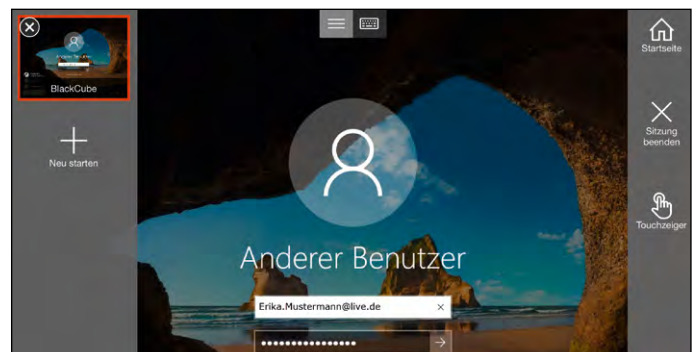 BlackCube
Neu starten
Startseite
Sitzung
beenden
Touchzeiger
Anderer Benutzer
Erika.Mustermann@live.de